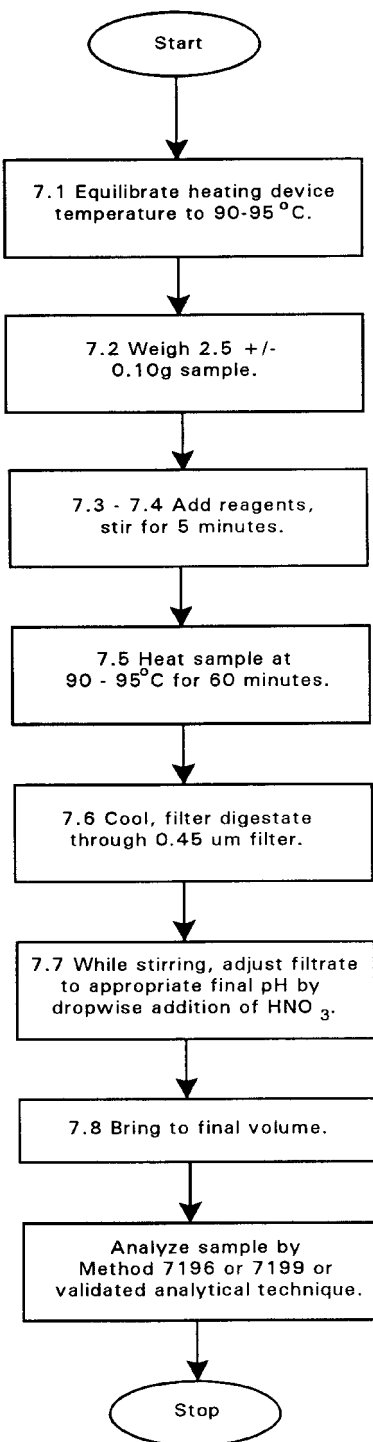 Start
7.1 Equilibrate heating device
temperature to 90-95°C.
7.2 Weigh 2.5 +/-
0.10g sample.
7.3 - 7.4 Add reagents,
stir for 5 minutes.
7.5 Heat sample at
90 - 95°C for 60 minutes.
7.6 Cool, filter digestate
through 0.45 um filter.
7.7 While stirring, adjust filtrate
to appropriate final pH by
dropwise addition of HNO 3.
7.8 Bring to final volume.
Analyze sample by
Method 7196 or 7199 or
validated analytical technique.
Stop